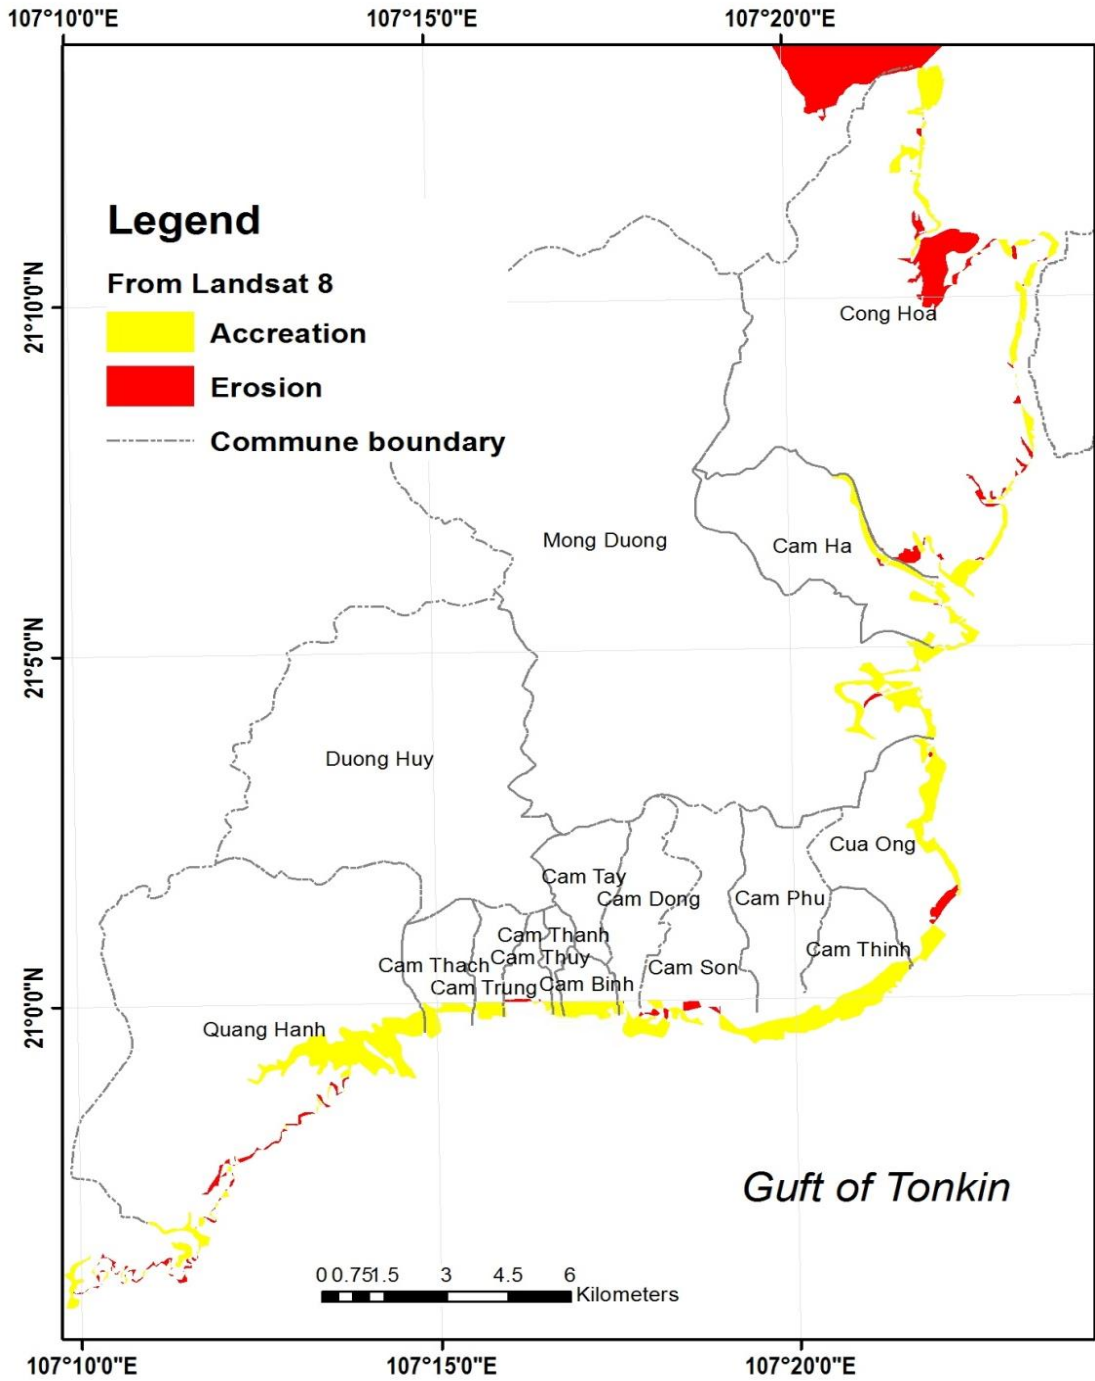 107°10'0"E 107°15'0"E 107°20'0"E
Legend
From Landsat 8
Accreation
Erosion
Commune boundary
21°10'0"N
Cong Hoa
Mong Duong
Cam Ha
21°5'0"N
Duong Huy
Cua Ong
Cam Tay
Cam Dong
Cam Phu
Cam Thanh
Cam Thinh
Cam Thuy
Cam Thach
Cam Son
Cam Trung
Cam Binh
21°0'0"N
Quang Hanh
Guft of Tonkin
0 0.75 1.5 3 4.5 6
Kilometers
107°10'0"E 107°15'0"E 107°20'0"E